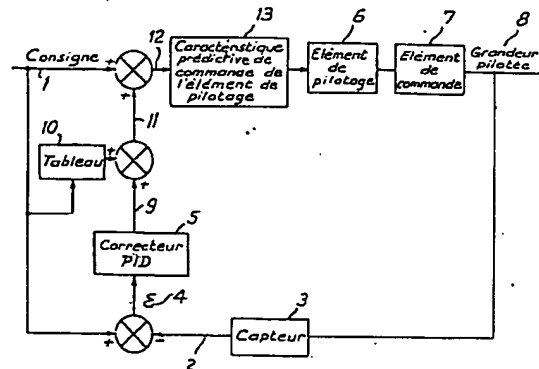 13
6
7
8
Consigne
12
Caractéristique
prédictive de
commande de
l'élément de
pilotage
Elément
de
pilotage
Elément
de
commande
Grandeur
pilotée
1
+
+
11
10
Tableau
+
+
9
5
Correcteur
PID
ε 4
3
+
-
Capteur
2